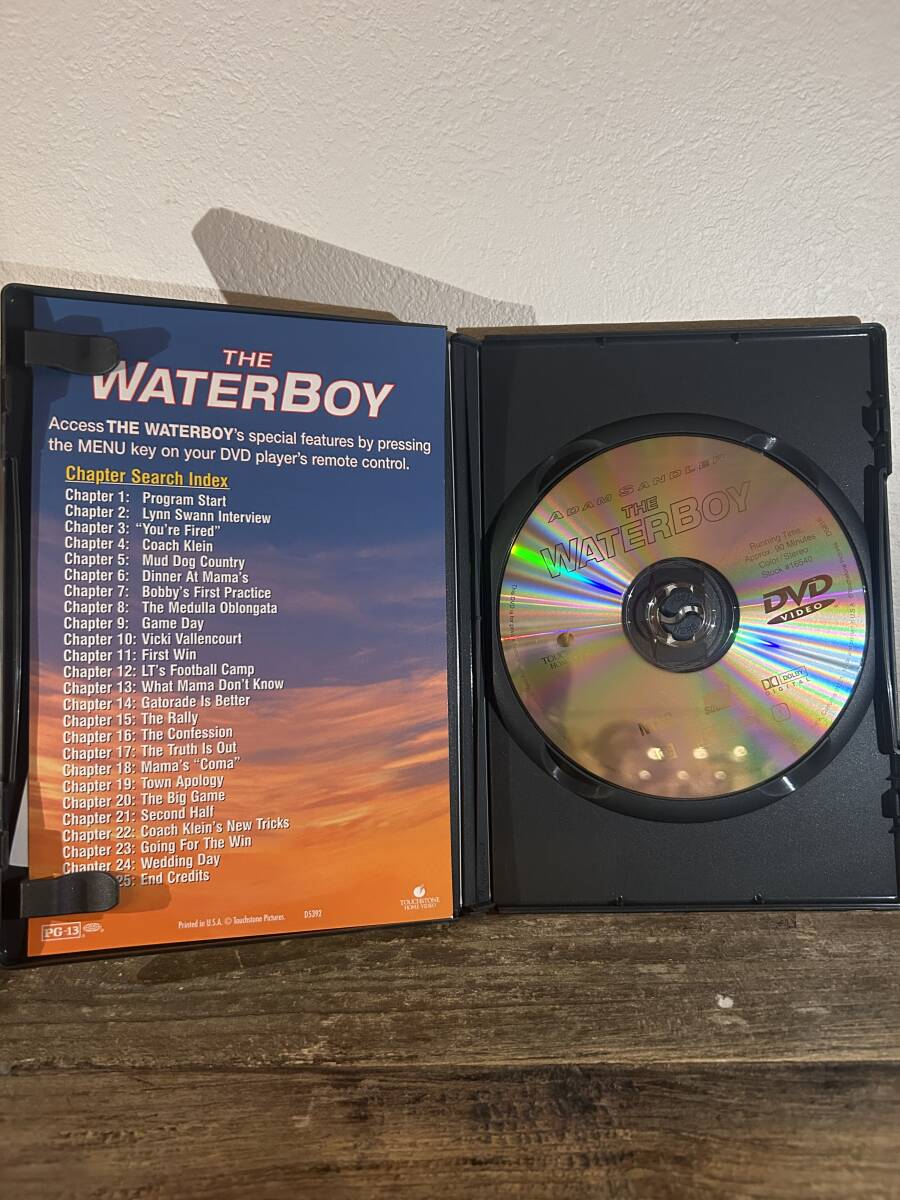 THE
WATERBOY
Access THE WATERBOY's special features by pressing
the MENU key on your DVD player's remote control.
Chapter Search Index
Chapter 1: Program Start
Chapter 2: Lynn Swann Interview
Chapter 3: "You're Fired"
Chapter 4: Coach Klein
Chapter 5: Mud Dog Country
Chapter 6: Dinner At Mama's
Chapter 7: Bobby's First Practice
Chapter 8: The Medulla Oblongata
Chapter 9: Game Day
Chapter 10: Vicki Vallencourt
Chapter 11: First Win
Chapter 12: LT's Football Camp
Chapter 13: What Mama Don't Know
Chapter 14: Gatorade Is Better
Chapter 15: The Rally
Chapter 16: The Confession
Chapter 17: The Truth Is Out
Chapter 18: Mama's "Coma"
Chapter 19: Town Apology
Chapter 20: The Big Game
Chapter 21: Second Half
Chapter 22: Coach Klein's New Tricks
Chapter 23: Going For The Win
Chapter 24: Wedding Day
25: End Credits
TOUCHSTONE
HOME VIDEO
PG-13
Printed in U.S.A. © Touchstone Pictures. D5392
ADAM SANDLER
THE
WATERBOY
Running Time:
Approx. 90 Minutes
Color/Stereo
Stock #16540
DVD
VIDEO
DOLBY
DIGITAL